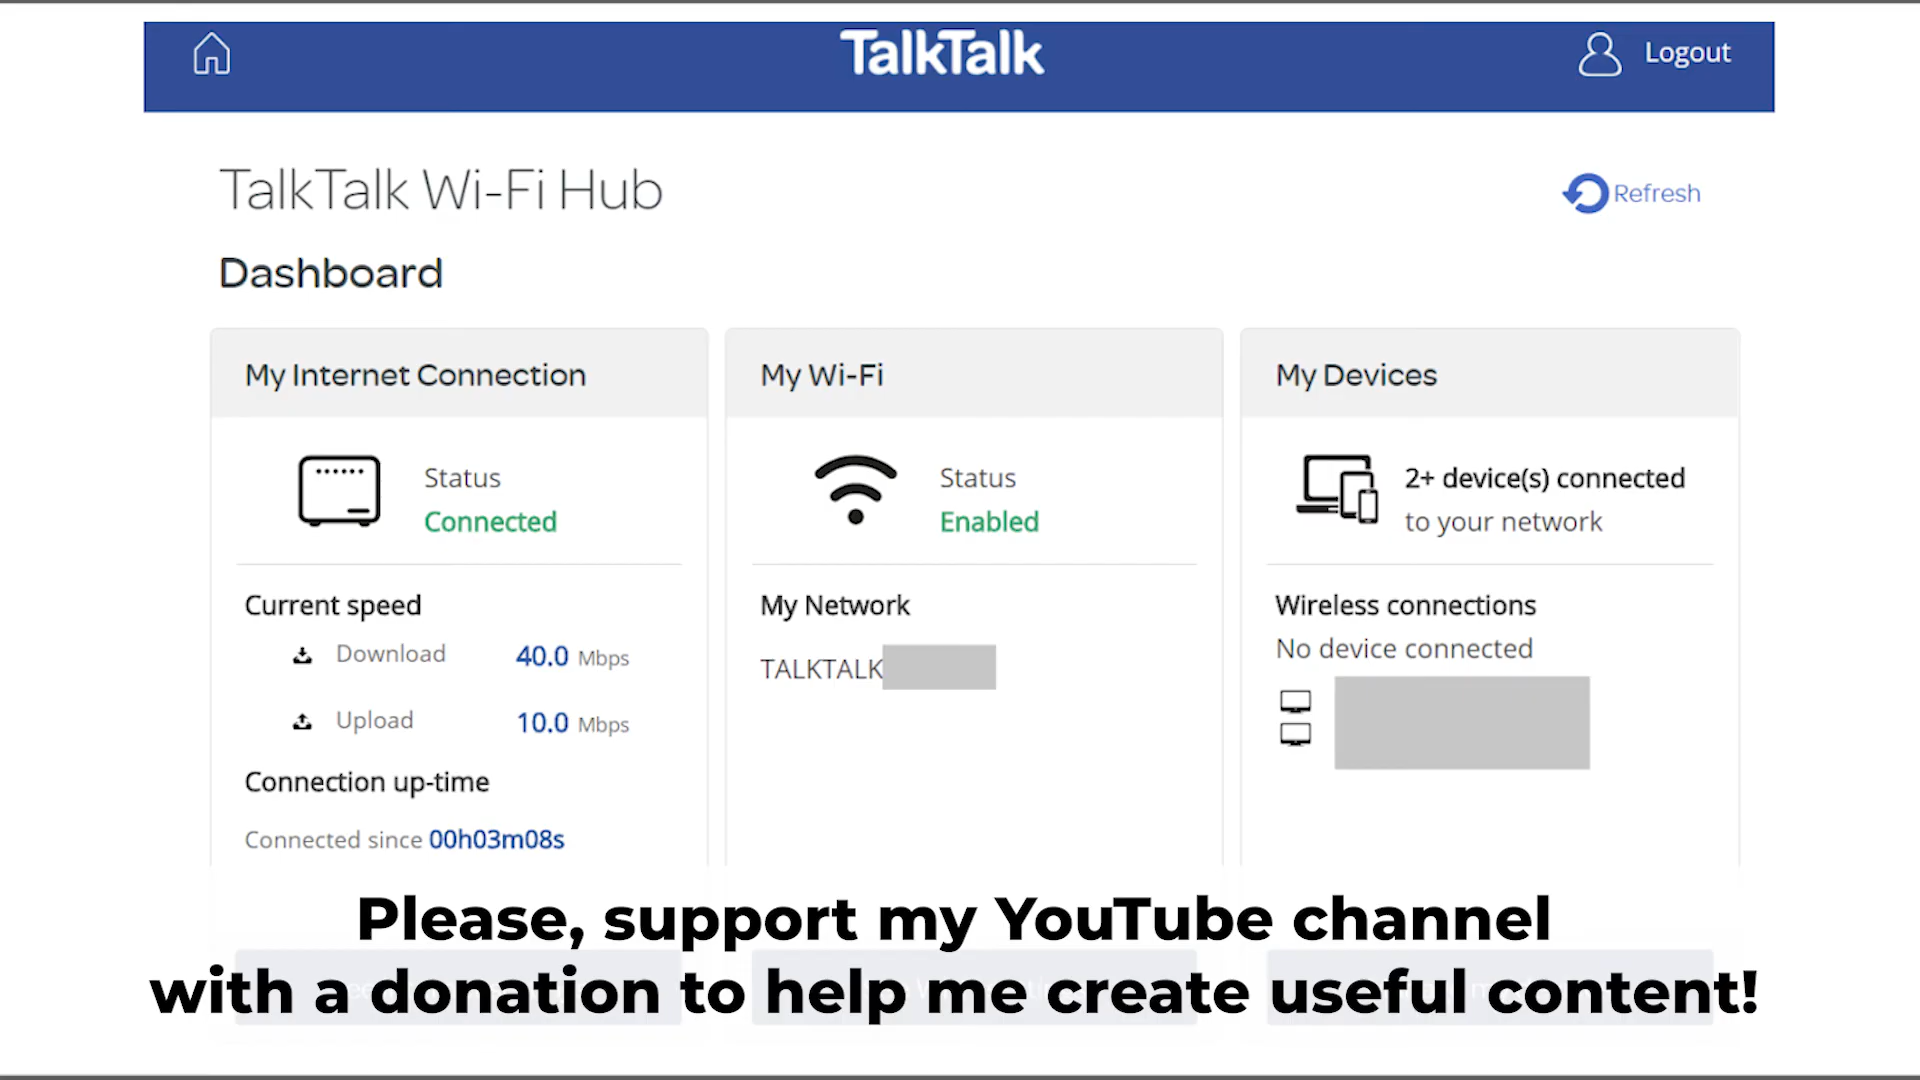 TalkTalk
Logout
TalkTalk Wi-Fi Hub
Refresh
Dashboard
My Internet Connection
Status
Connected
Current speed
Download 40.0 Mbps
Upload 10.0 Mbps
Connection up-time
Connected since 00h03m08s
My Wi-Fi
Status
Enabled
My Network
TALKTALK
My Devices
2+ device(s) connected
to your network
Wireless connections
No device connected
Please, support my YouTube channel
with a donation to help me create useful content!